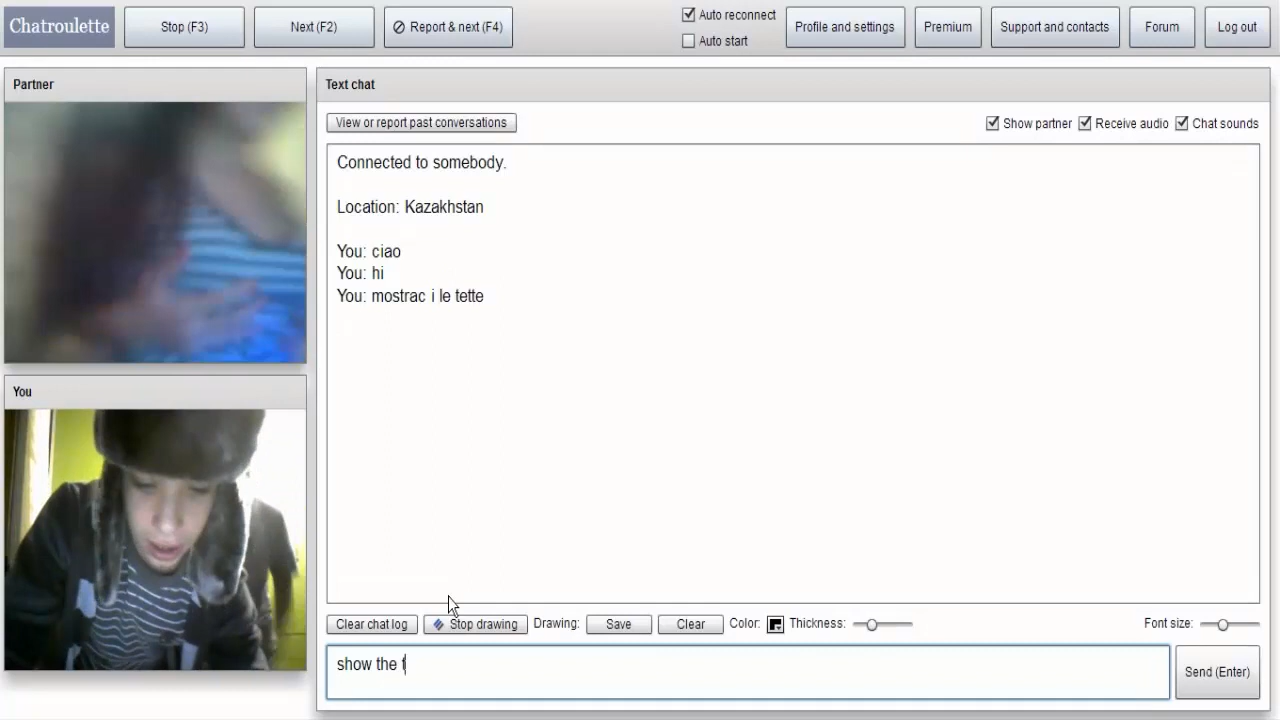 Chatroulette
Stop (F3)
Next (F2)
Report & next (F4)
Auto reconnect
Auto start
Profile and settings
Premium
Support and contacts
Forum
Log out
Partner
Text chat
View or report past conversations
Show partner
Receive audio
Chat sounds
Connected to somebody.
Location: Kazakhstan
You: ciao
You: hi
You: mostrac i le tette
You
Clear chat log
Stop drawing
Drawing:
Save
Clear
Color:
Thickness:
Font size:
show the t
Send (Enter)